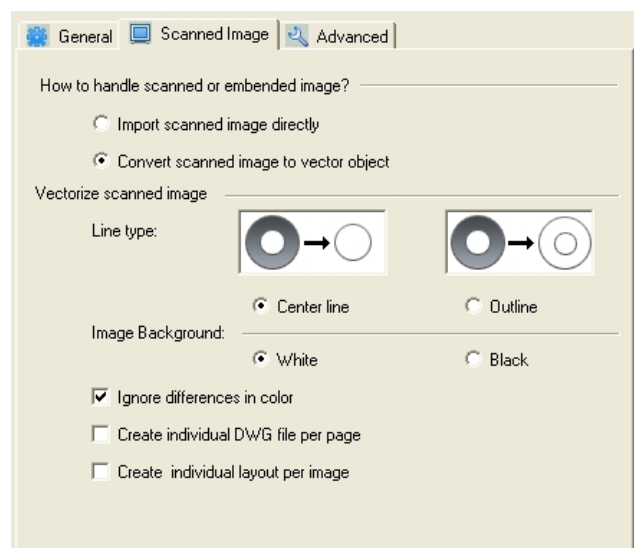 General Scanned Image Advanced
How to handle scanned or embended image?
Import scanned image directly
Convert scanned image to vector object
Vectorize scanned image
Line type:
Center line Outline
Image Background:
White Black
Ignore differences in color
Create individual DWG file per page
Create individual layout per image